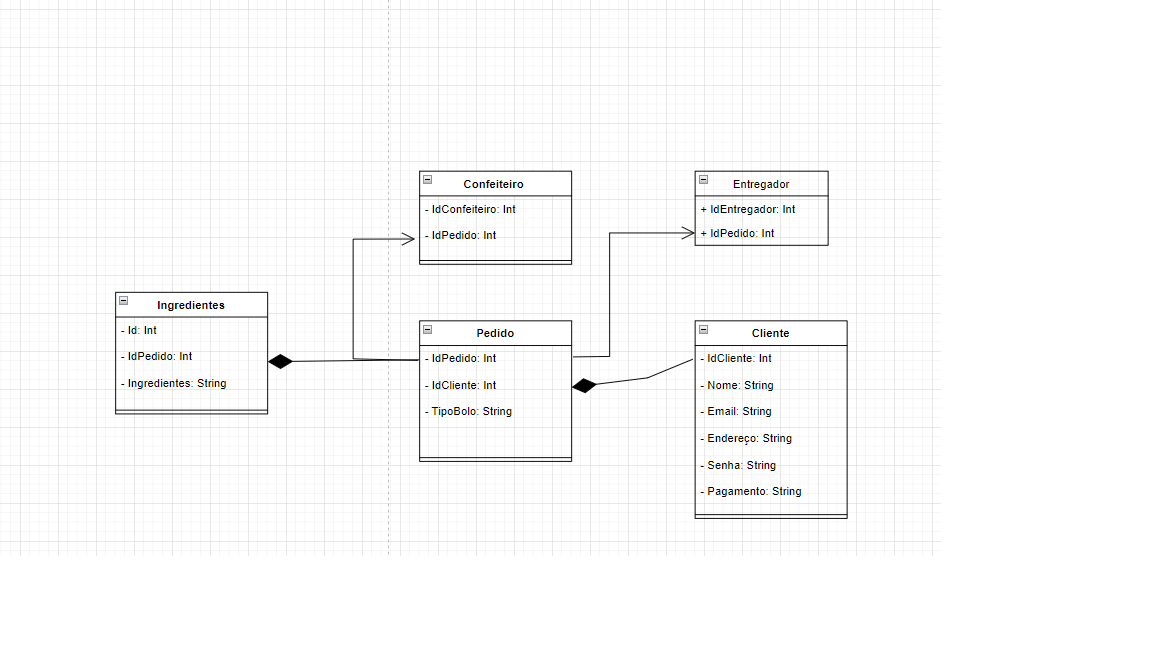 Confeiteiro
- IdConfeiteiro: Int
- IdPedido: Int
Entregador
+ IdEntregador: Int
+ IdPedido: Int
Ingredientes
- Id: Int
- IdPedido: Int
- Ingredientes: String
Pedido
- IdPedido: Int
- IdCliente: Int
- TipoBolo: String
Cliente
- IdCliente: Int
- Nome: String
- Email: String
- Endereço: String
- Senha: String
- Pagamento: String